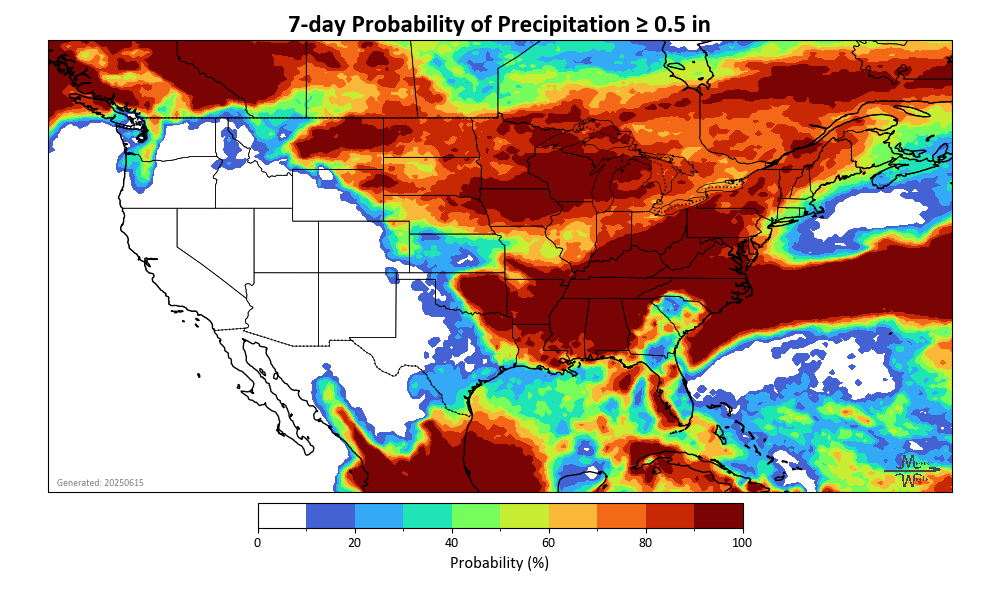 7-day Probability of Precipitation ≥ 0.5 in
Generated: 20250615
0 20 40 60 80 100
Probability (%)